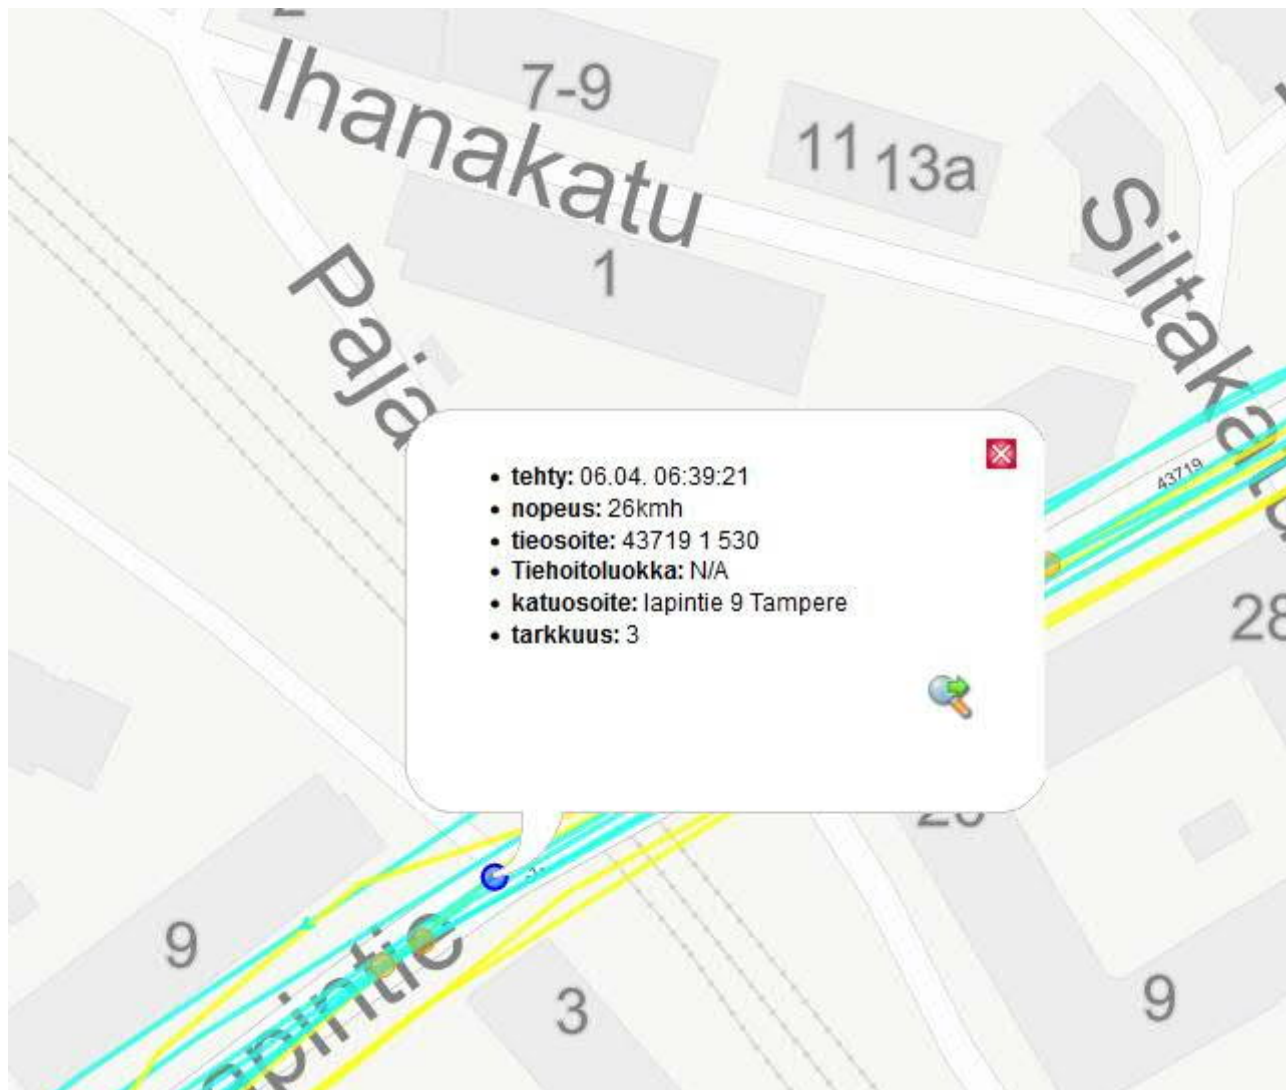 7-9
Ihanakatu
11 13a
1
Siltaka
Paja
43719
• tehty: 06.04. 06:39:21
• nopeus: 26kmh
• tieosoite: 43719 1 530
• Tiehoitoluokka: N/A
• katuosoite: lapintie 9 Tampere
• tarkkuus: 3
28
9
pintie
3
9